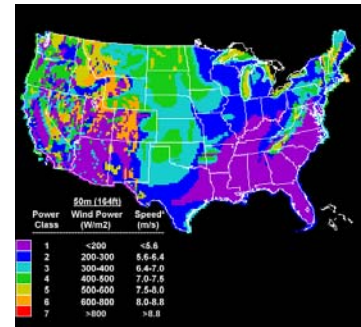 50m (164ft)
Power Wind Power Speed*
Class (W/m2) (m/s)
1 <200 <5.6
2 200-300 5.6-6.4
3 300-400 6.4-7.0
4 400-500 7.0-7.5
5 500-600 7.5-8.0
6 600-800 8.0-8.8
7 >800 >8.8